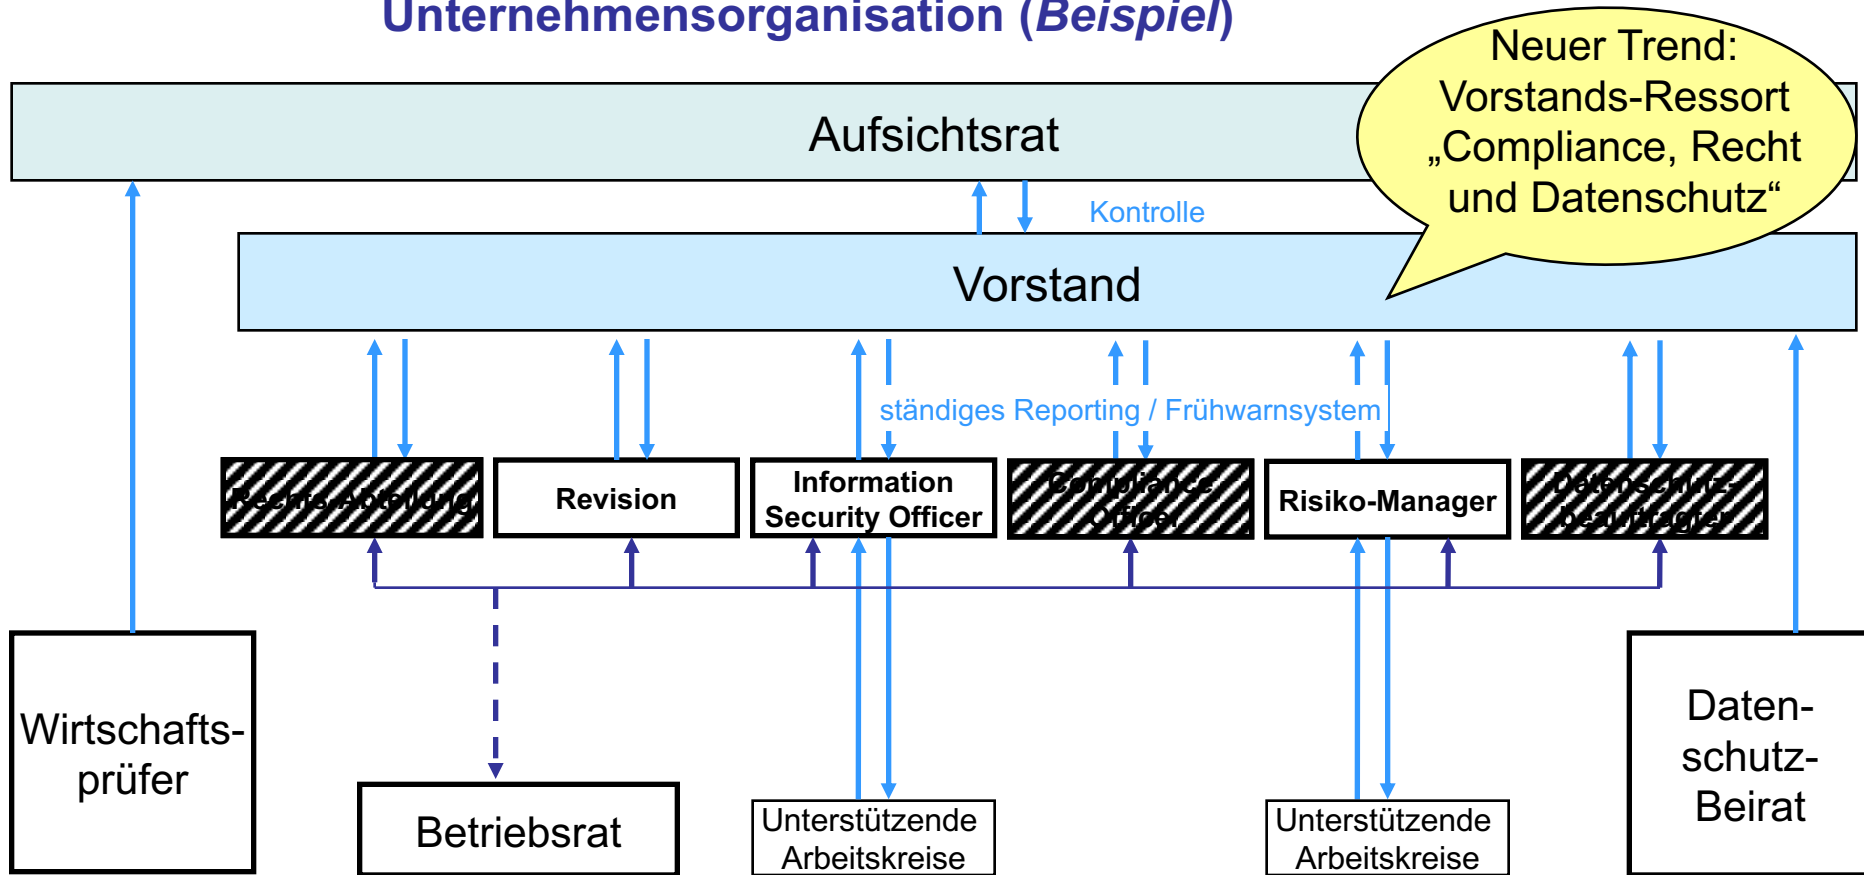 Unternehmensorganisation (Beispiel)
Neuer Trend:
Vorstands-Ressort
„Compliance, Recht
und Datenschutz“
Aufsichtsrat
Kontrolle
Vorstand
ständiges Reporting / Frühwarnsystem
Rechts-Abteilung
Revision
Information
Security Officer
Compliance
Officer
Risiko-Manager
Datenschutz-
beauftragter
Wirtschafts-
prüfer
Betriebsrat
Unterstützende
Arbeitskreise
Unterstützende
Arbeitskreise
Daten-
schutz-
Beirat